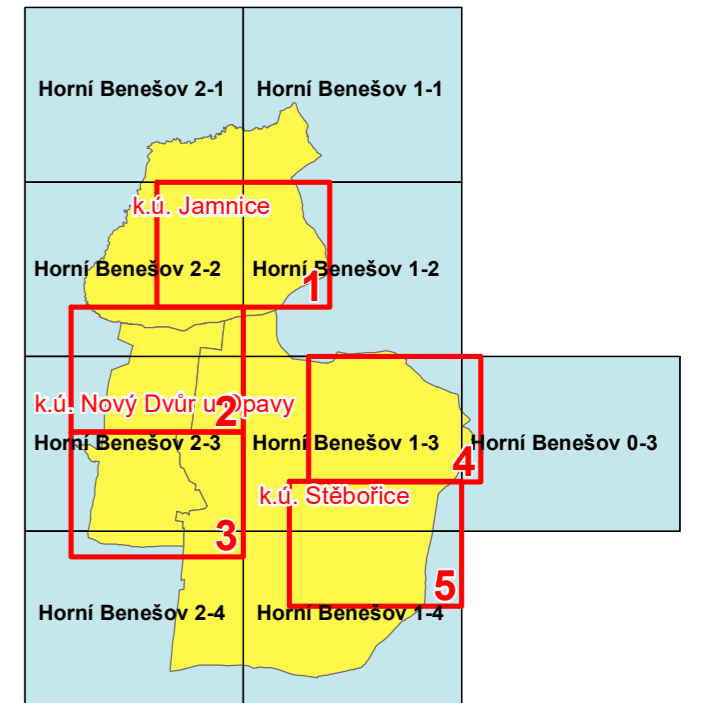 Horní Benešov 2-1
Horní Benešov 1-1
k.ú. Jamnice
Horní Benešov 2-2
Horní Benešov 1-2
1
k.ú. Nový Dvůr u Opavy
2
Horní Benešov 2-3
Horní Benešov 1-3
Horní Benešov 0-3
4
k.ú. Stěbořice
3
5
Horní Benešov 2-4
Horní Benešov 1-4